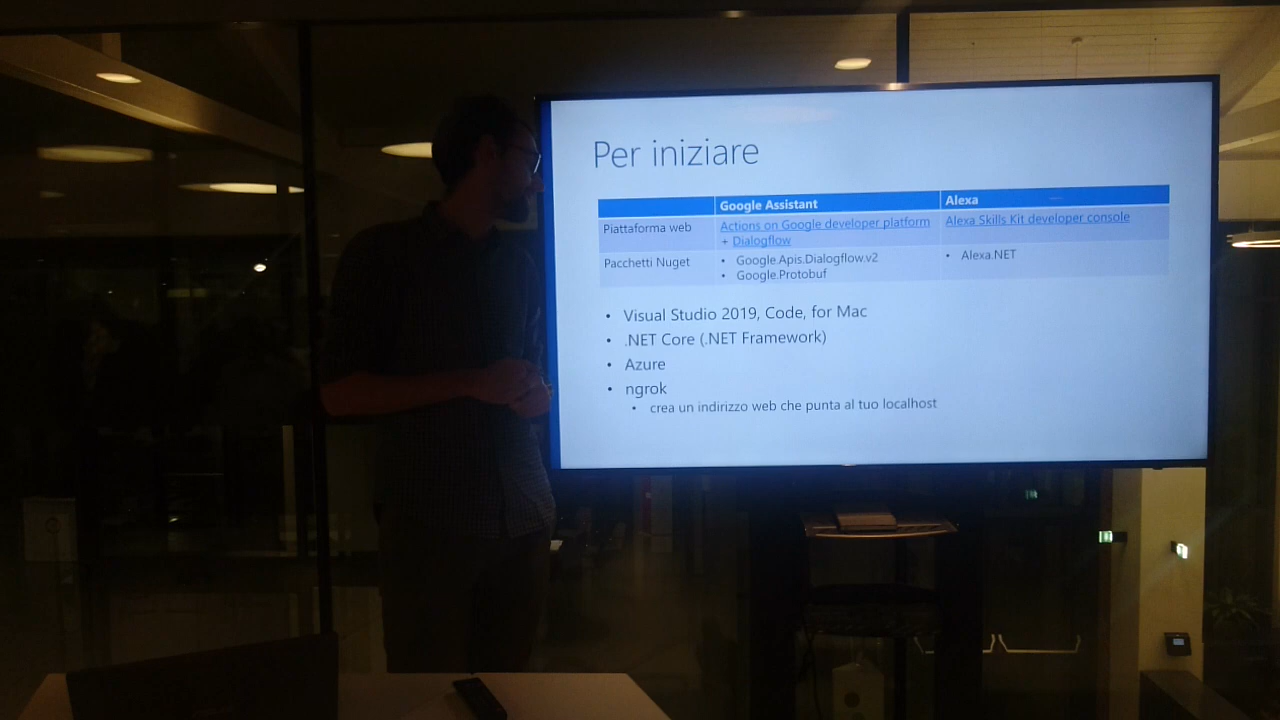 Per iniziare
Google Assistant
Alexa
Piattaforma web
Actions on Google developer platform
+ Dialogflow
Alexa Skills Kit developer console
Pacchetti Nuget
• Google.Apis.Dialogflow.v2
• Google.Protobuf
• Alexa.NET
• Visual Studio 2019, Code, for Mac
• .NET Core (.NET Framework)
• Azure
• ngrok
• crea un indirizzo web che punta al tuo localhost